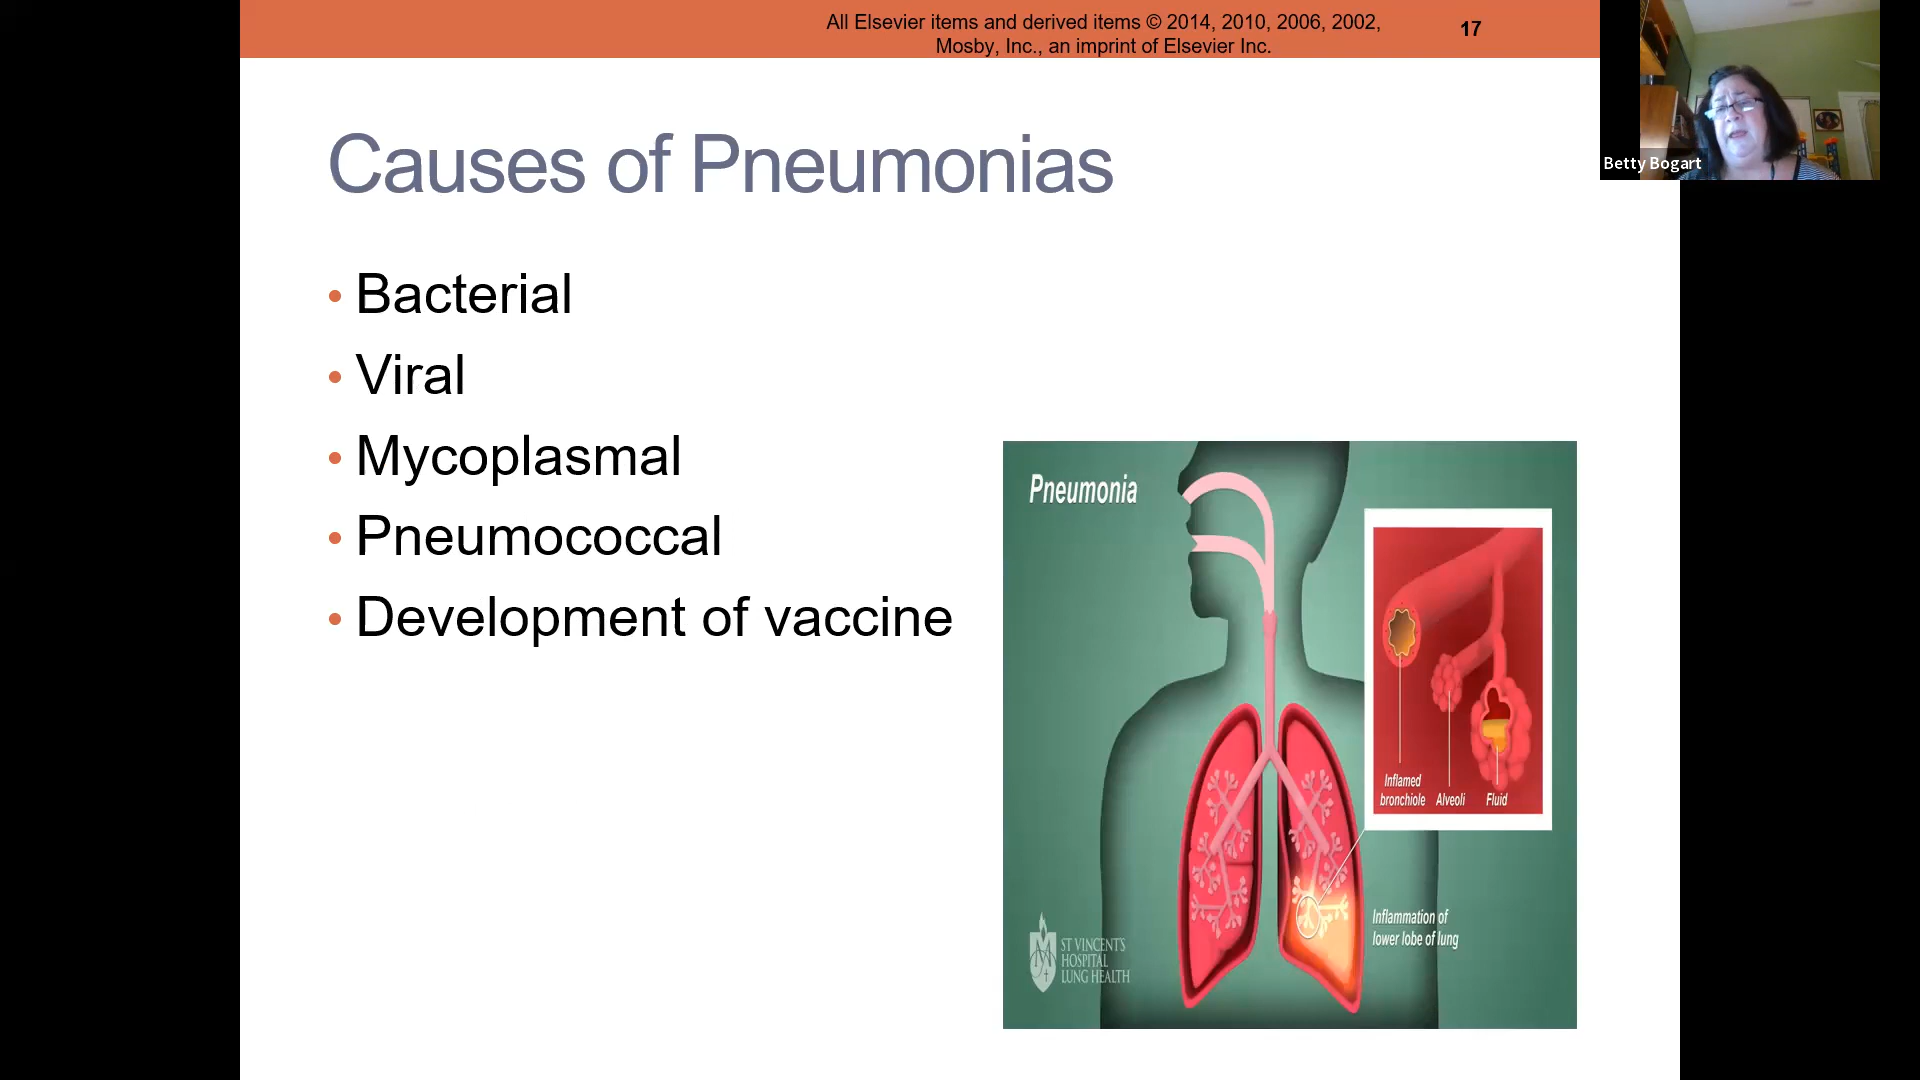 All Elsevier items and derived items © 2014, 2010, 2006, 2002,
Mosby, Inc., an imprint of Elsevier Inc.
17
Betty Bogart
Causes of Pneumonias
• Bacterial
• Viral
• Mycoplasmal
• Pneumococcal
• Development of vaccine
Pneumonia
Inflamed
bronchiole
Alveoli
Fluid
Inflammation of
lower lobe of lung
ST VINCENT'S
HOSPITAL
LUNG HEALTH